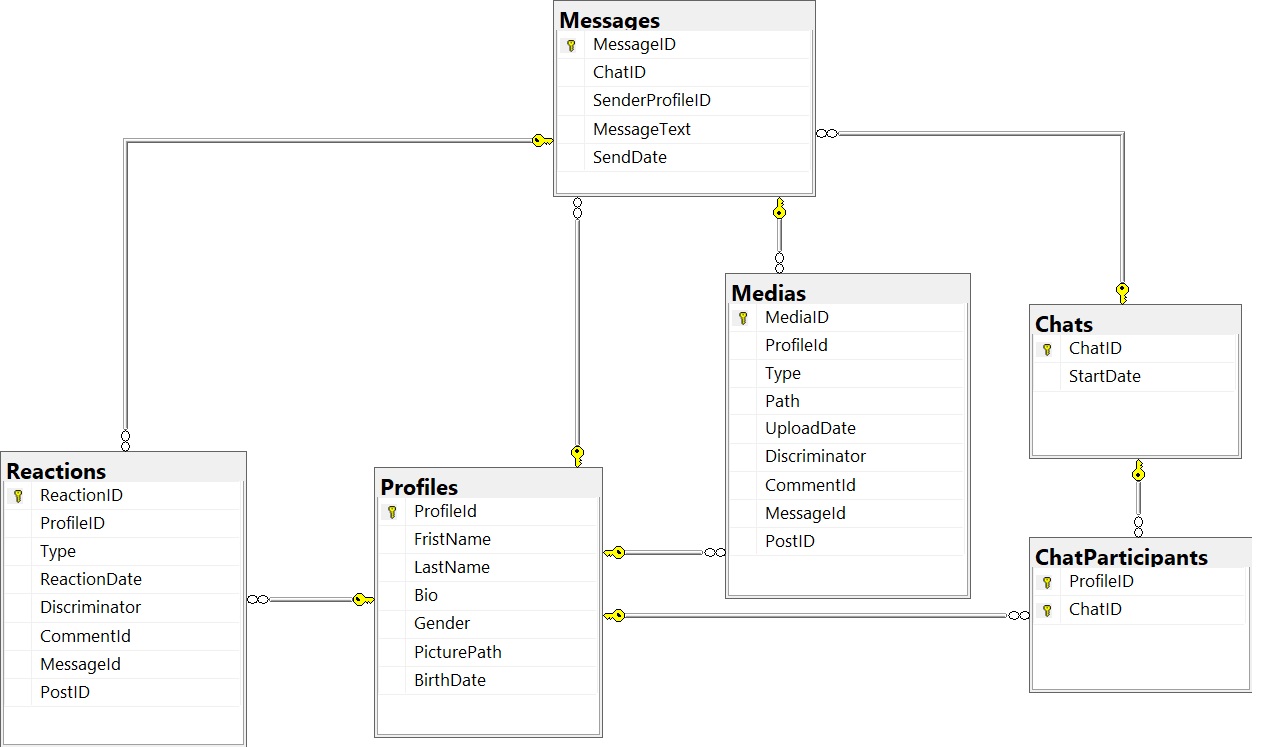 Messages
MessageID
ChatID
SenderProfileID
MessageText
SendDate
Medias
MediaID
ProfileId
Type
Path
UploadDate
Discriminator
CommentId
MessageId
PostID
Chats
ChatID
StartDate
Reactions
ReactionID
ProfileID
Type
ReactionDate
Discriminator
CommentId
MessageId
PostID
Profiles
ProfileId
FristName
LastName
Bio
Gender
PicturePath
BirthDate
ChatParticipants
ProfileID
ChatID